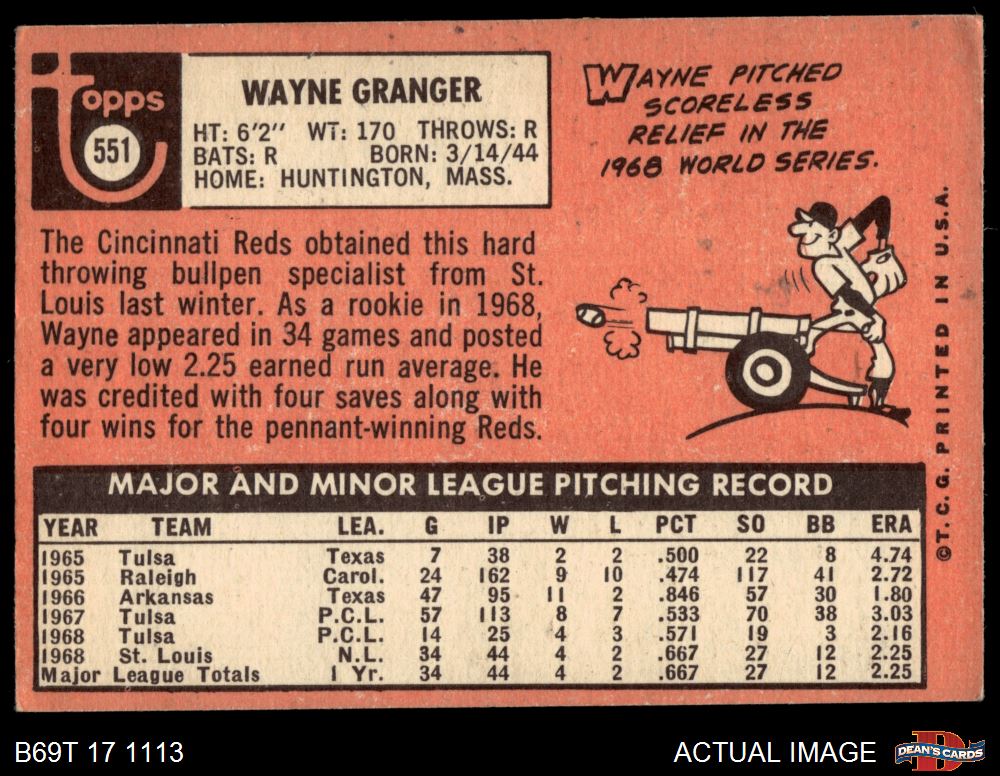 Topps
551
WAYNE GRANGER
HT: 6'2" WT: 170 THROWS: R
BATS: R BORN: 3/14/44
HOME: HUNTINGTON, MASS.
WAYNE PITCHED
SCORELESS
RELIEF IN THE
1968 WORLD SERIES.
The Cincinnati Reds obtained this hard
throwing bullpen specialist from St.
Louis last winter. As a rookie in 1968,
Wayne appeared in 34 games and posted
a very low 2.25 earned run average. He
was credited with four saves along with
four wins for the pennant-winning Reds.
©T. C. G. PRINTED IN U.S.A.
MAJOR AND MINOR LEAGUE PITCHING RECORD
YEAR TEAM LEA. G IP W L PCT SO BB ERA
1965 Tulsa Texas 7 38 2 2 .500 22 8 4.74
1965 Raleigh Carol. 24 162 9 10 .474 117 41 2.72
1966 Arkansas Texas 47 95 11 2 .846 57 30 1.80
1967 Tulsa P.C.L. 57 113 8 7 .533 70 38 3.03
1968 Tulsa P.C.L. 14 25 4 3 .571 19 3 2.16
1968 St. Louis N.L. 34 44 4 2 .667 27 12 2.25
Major League Totals 1 Yr. 34 44 4 2 .667 27 12 2.25
B69T 17 1113
ACTUAL IMAGE
DEAN'S CARDS